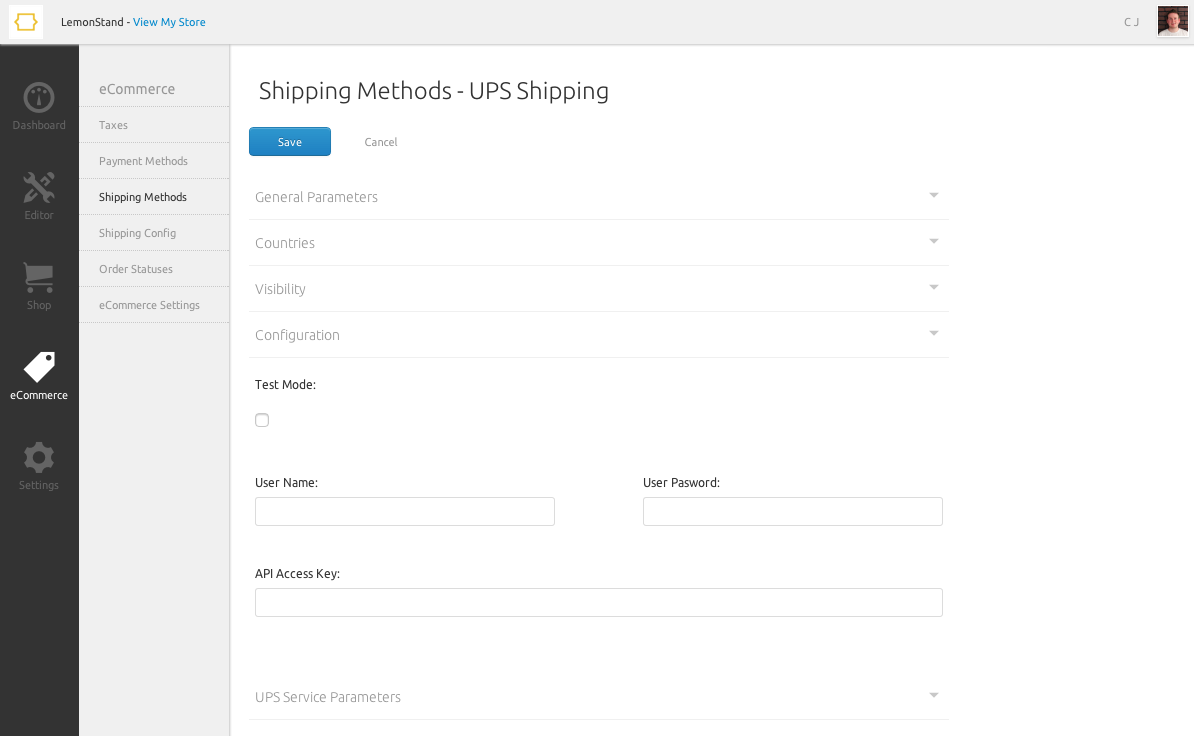 LemonStand - View My Store
C J
Dashboard
Editor
Shop
eCommerce
Settings
eCommerce
Taxes
Payment Methods
Shipping Methods
Shipping Config
Order Statuses
eCommerce Settings
Shipping Methods - UPS Shipping
Save
Cancel
General Parameters
Countries
Visibility
Configuration
Test Mode:
User Name:
User Pasword:
API Access Key:
UPS Service Parameters